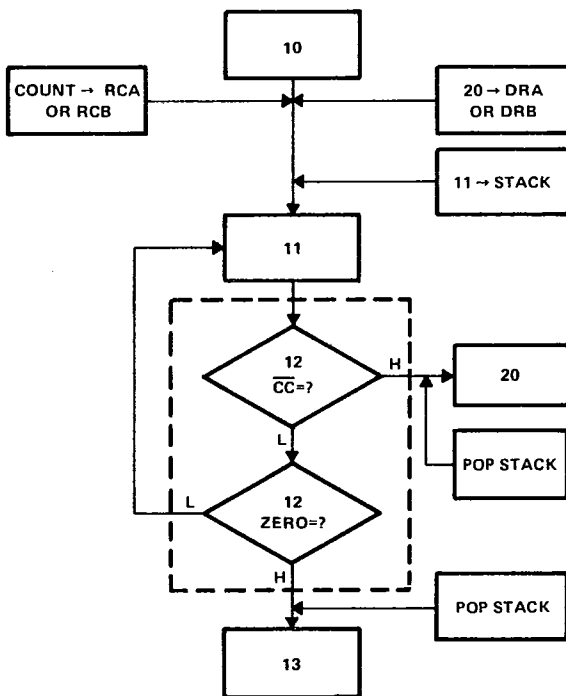 10
COUNT → RCA
OR RCB
20 → DRA
OR DRB
11 → STACK
11
12
C̅C̅=?
H
20
L
POP STACK
12
ZERO=?
L
H
POP STACK
13